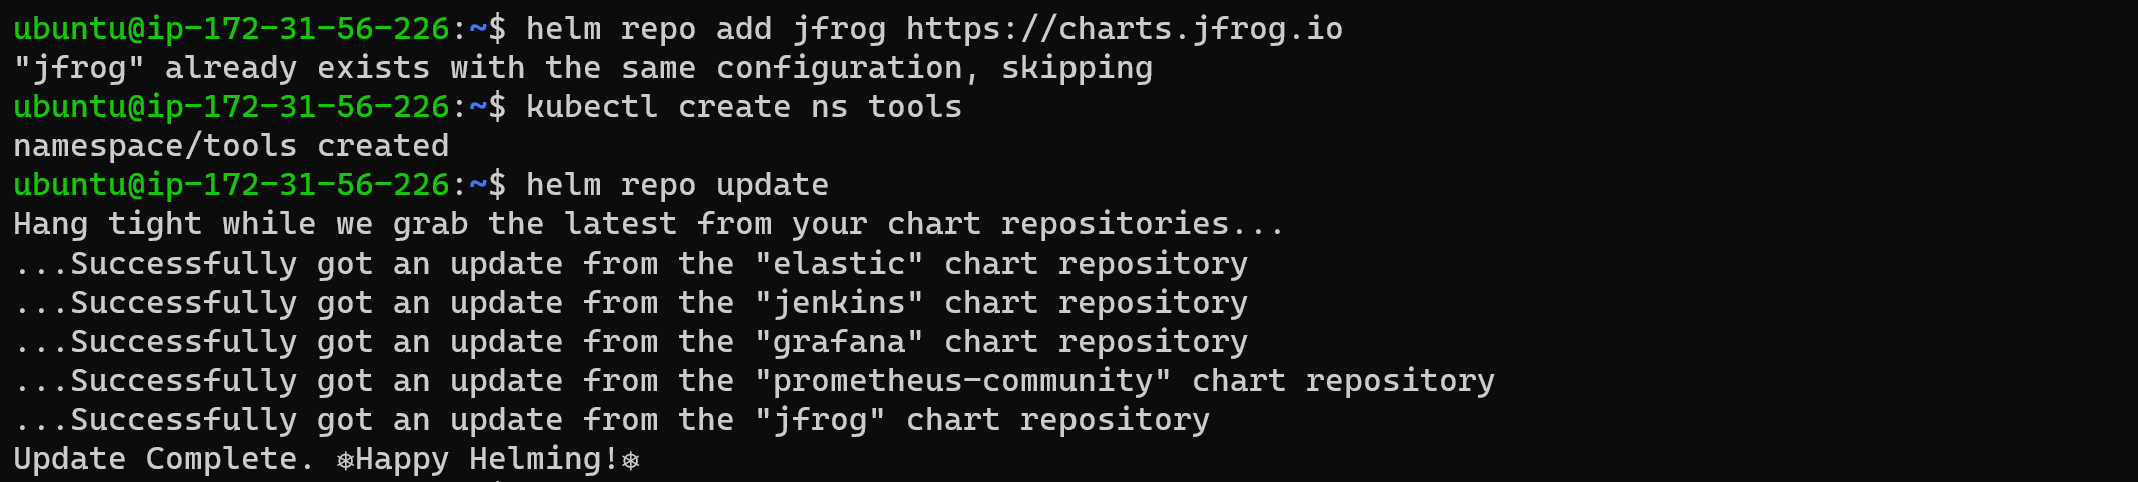 ubuntu@ip-172-31-56-226:~$ helm repo add jfrog https://charts.jfrog.io
"jfrog" already exists with the same configuration, skipping
ubuntu@ip-172-31-56-226:~$ kubectl create ns tools
namespace/tools created
ubuntu@ip-172-31-56-226:~$ helm repo update
Hang tight while we grab the latest from your chart repositories...
...Successfully got an update from the "elastic" chart repository
...Successfully got an update from the "jenkins" chart repository
...Successfully got an update from the "grafana" chart repository
...Successfully got an update from the "prometheus-community" chart repository
...Successfully got an update from the "jfrog" chart repository
Update Complete. ⎈Happy Helming!⎈